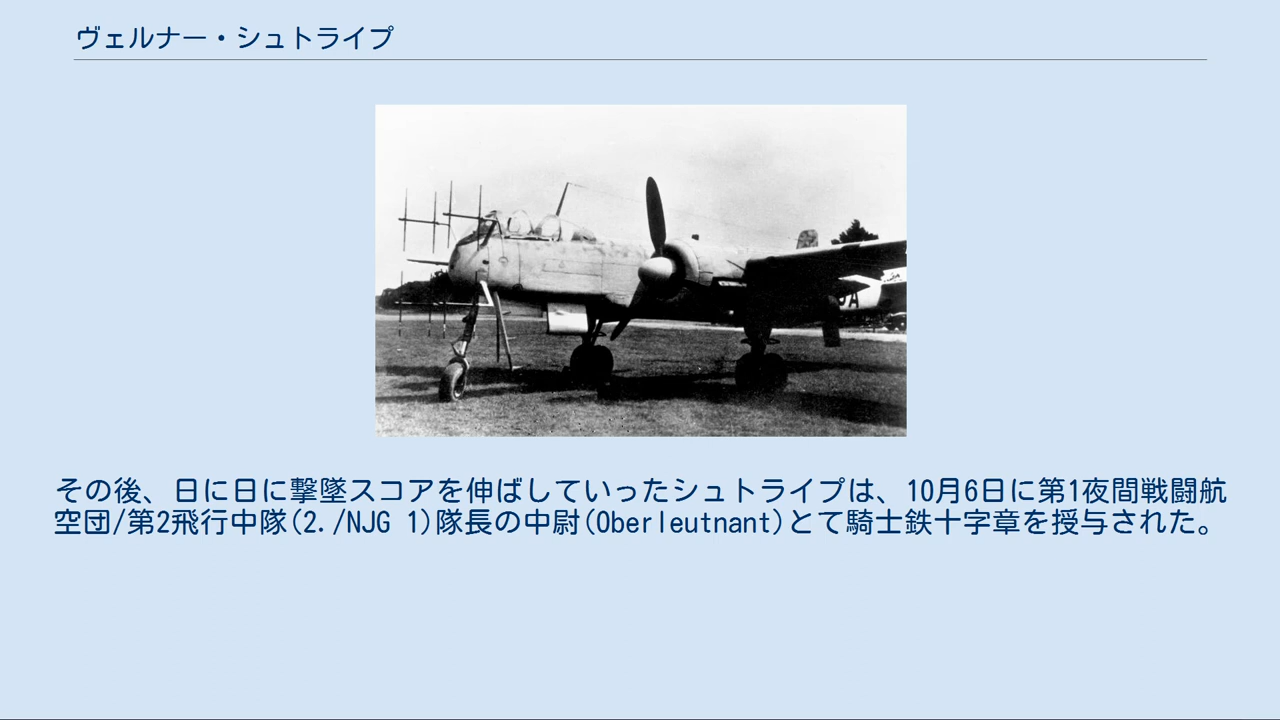 ヴェルナー・シュトライプ
その後、日に日に撃墜スコアを伸ばしていったシュトライプは、10月6日に第1夜間戦闘航
空団/第2飛行中隊(2./NJG 1)隊長の中尉(Oberleutnant)とて騎士鉄十字章を授与された。